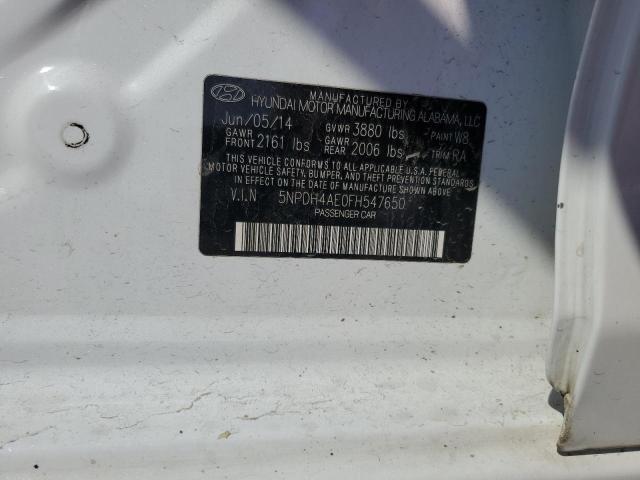 MANUFACTURED BY
HYUNDAI MOTOR MANUFACTURING ALABAMA, LLC
Jun/05/14 GVWR 3880 lbs PAINT W8
GAWR FRONT 2161 lbs GAWR REAR 2006 lbs TRIM RA
THIS VEHICLE CONFORMS TO ALL APPLICABLE U.S.A. FEDERAL
MOTOR VEHICLE SAFETY, BUMPER, AND THEFT PREVENTION STANDARDS
IN EFFECT ON THE DATE OF MANUFACTURE SHOWN ABOVE.
V.I.N 5NPDH4AE0FH547650
PASSENGER CAR